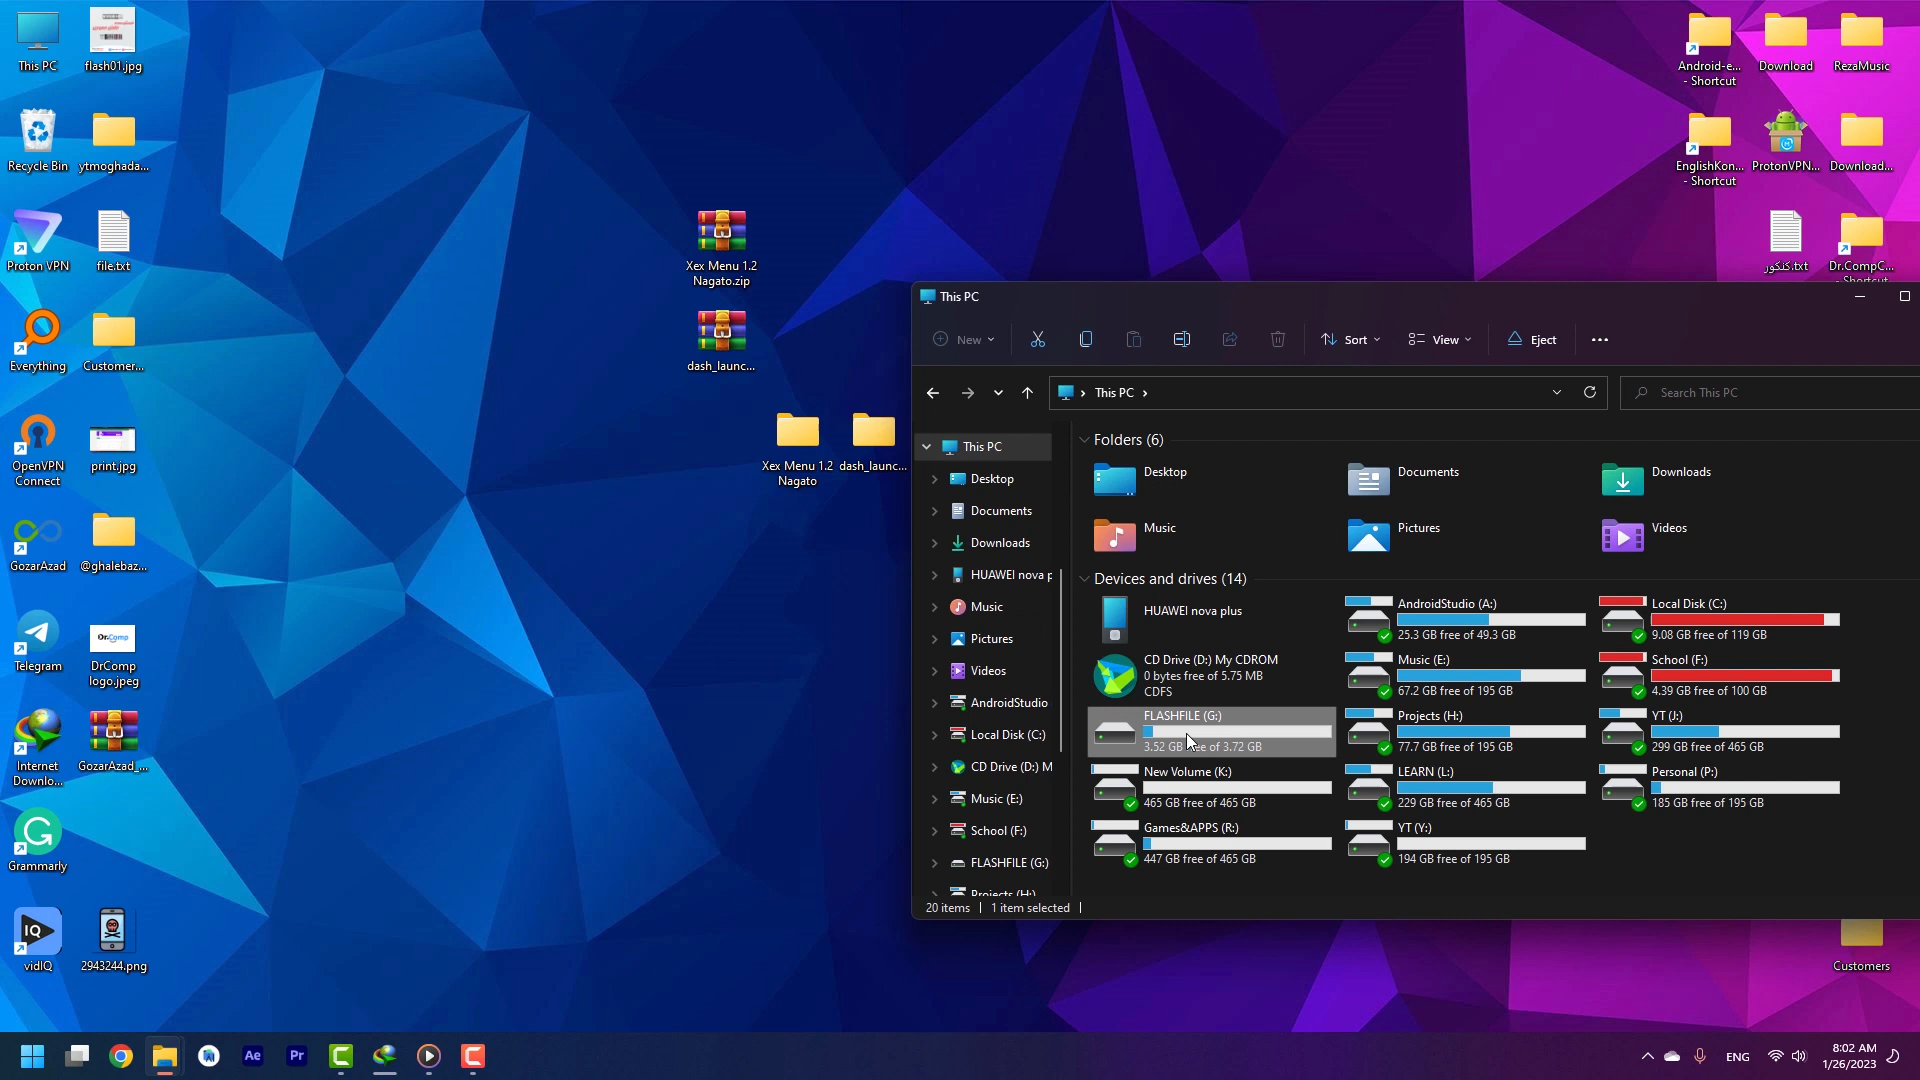 This PC
flash01.jpg
Recycle Bin
ytmoghada...
Proton VPN
file.txt
Everything
Customer...
OpenVPN
Connect
print.jpg
GozarAzad
@ghalebaz...
Telegram
DrComp
logo.jpeg
Dr.Comp
Internet
Downlo...
GozarAzad_...
Grammarly
IQ
vidIQ
2943244.png
Xex Menu 1.2
Nagato.zip
dash_launc...
Xex Menu 1.2
Nagato
dash_launc...
Android-e...
- Shortcut
Download
RezaMusic
EnglishKon...
- Shortcut
ProtonVPN...
Download...
کنکور.txt
Dr.CompC...
- Shortcut
Customers
This PC
New
Sort
View
Eject
This PC
Search This PC
This PC
Desktop
Documents
Downloads
HUAWEI nova p
Music
Pictures
Videos
AndroidStudio
Local Disk (C:)
CD Drive (D:) M
Music (E:)
School (F:)
FLASHFILE (G:)
Projects (H:)
Folders (6)
Desktop
Documents
Downloads
Music
Pictures
Videos
Devices and drives (14)
HUAWEI nova plus
AndroidStudio (A:)
25.3 GB free of 49.3 GB
Local Disk (C:)
9.08 GB free of 119 GB
CD Drive (D:) My CDROM
0 bytes free of 5.75 MB
CDFS
Music (E:)
67.2 GB free of 195 GB
School (F:)
4.39 GB free of 100 GB
FLASHFILE (G:)
3.52 GB free of 3.72 GB
Projects (H:)
77.7 GB free of 195 GB
YT (J:)
299 GB free of 465 GB
New Volume (K:)
465 GB free of 465 GB
LEARN (L:)
229 GB free of 465 GB
Personal (P:)
185 GB free of 195 GB
Games&APPS (R:)
447 GB free of 465 GB
YT (Y:)
194 GB free of 195 GB
20 items
1 item selected
Ae
Pr
ENG
8:02 AM
1/26/2023